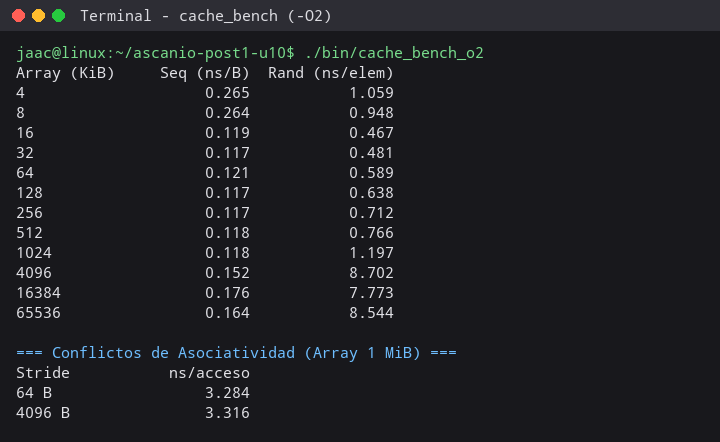 Terminal - cache_bench (-O2)
jaac@linux:~/ascanio-post1-u10$ ./bin/cache_bench_o2
Array (KiB)     Seq (ns/B)  Rand (ns/elem)
4                    0.265           1.059
8                    0.264           0.948
16                   0.119           0.467
32                   0.117           0.481
64                   0.121           0.589
128                  0.117           0.638
256                  0.117           0.712
512                  0.118           0.766
1024                 0.118           1.197
4096                 0.152           8.702
16384                0.176           7.773
65536                0.164           8.544
=== Conflictos de Asociatividad (Array 1 MiB) ===
Stride           ns/acceso
64 B                 3.284
4096 B               3.316